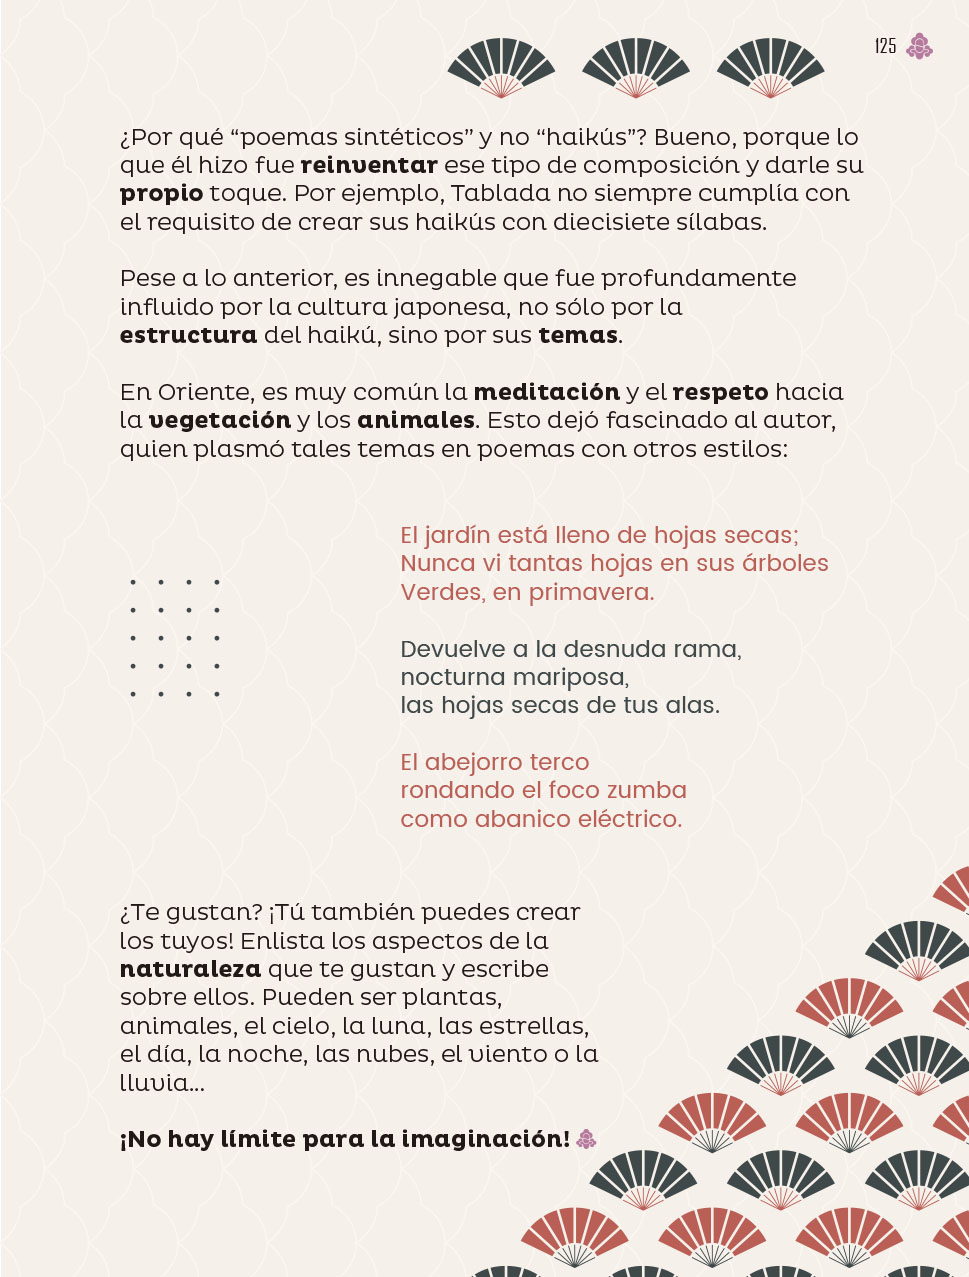 125
¿Por qué “poemas sintéticos” y no “haikús”? Bueno, porque lo
que él hizo fue reinventar ese tipo de composición y darle su
propio toque. Por ejemplo, Tablada no siempre cumplía con
el requisito de crear sus haikús con diecisiete sílabas.
Pese a lo anterior, es innegable que fue profundamente
influido por la cultura japonesa, no sólo por la
estructura del haikú, sino por sus temas.
En Oriente, es muy común la meditación y el respeto hacia
la vegetación y los animales. Esto dejó fascinado al autor,
quien plasmó tales temas en poemas con otros estilos:
El jardín está lleno de hojas secas;
Nunca vi tantas hojas en sus árboles
Verdes, en primavera.
Devuelve a la desnuda rama,
nocturna mariposa,
las hojas secas de tus alas.
El abejorro terco
rondando el foco zumba
como abanico eléctrico.
¿Te gustan? ¡Tú también puedes crear
los tuyos! Enlista los aspectos de la
naturaleza que te gustan y escribe
sobre ellos. Pueden ser plantas,
animales, el cielo, la luna, las estrellas,
el día, la noche, las nubes, el viento o la
lluvia...
¡No hay límite para la imaginación!